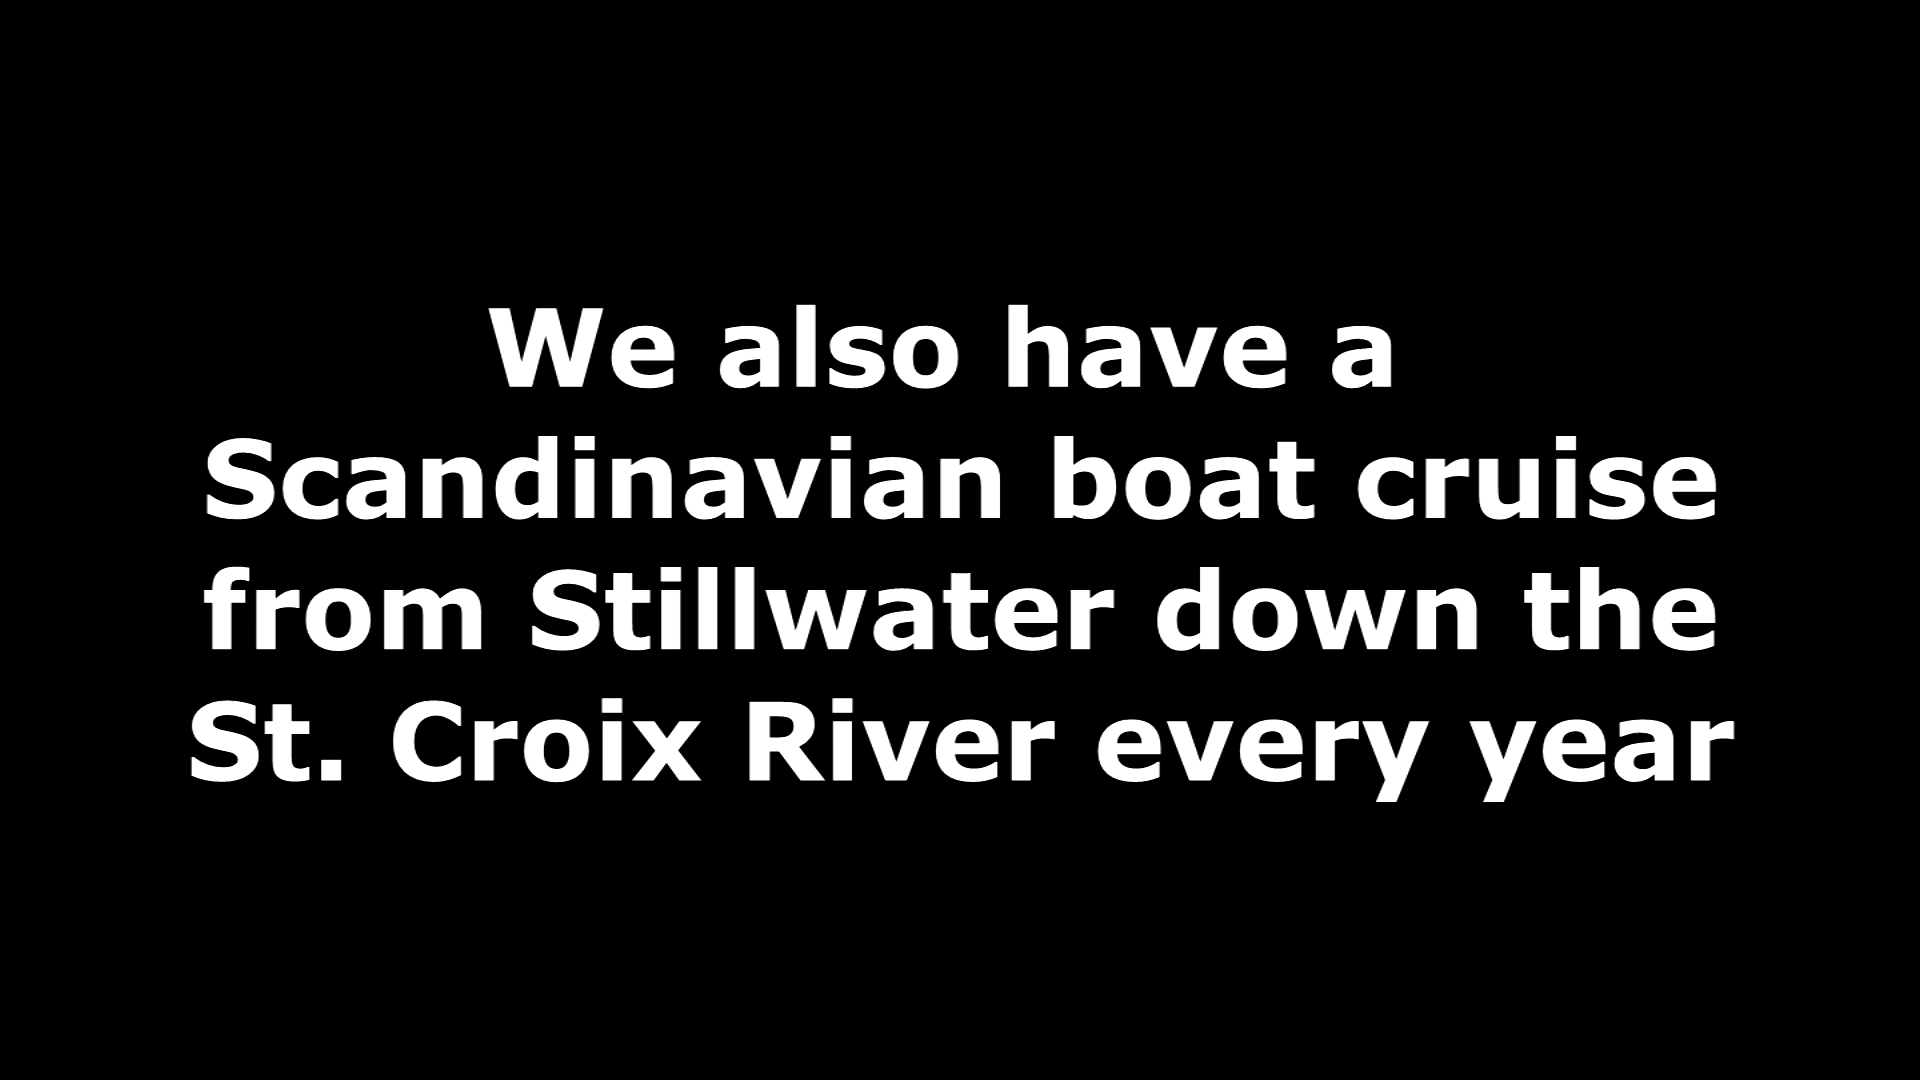 We also have a
Scandinavian boat cruise
from Stillwater down the
St. Croix River every year